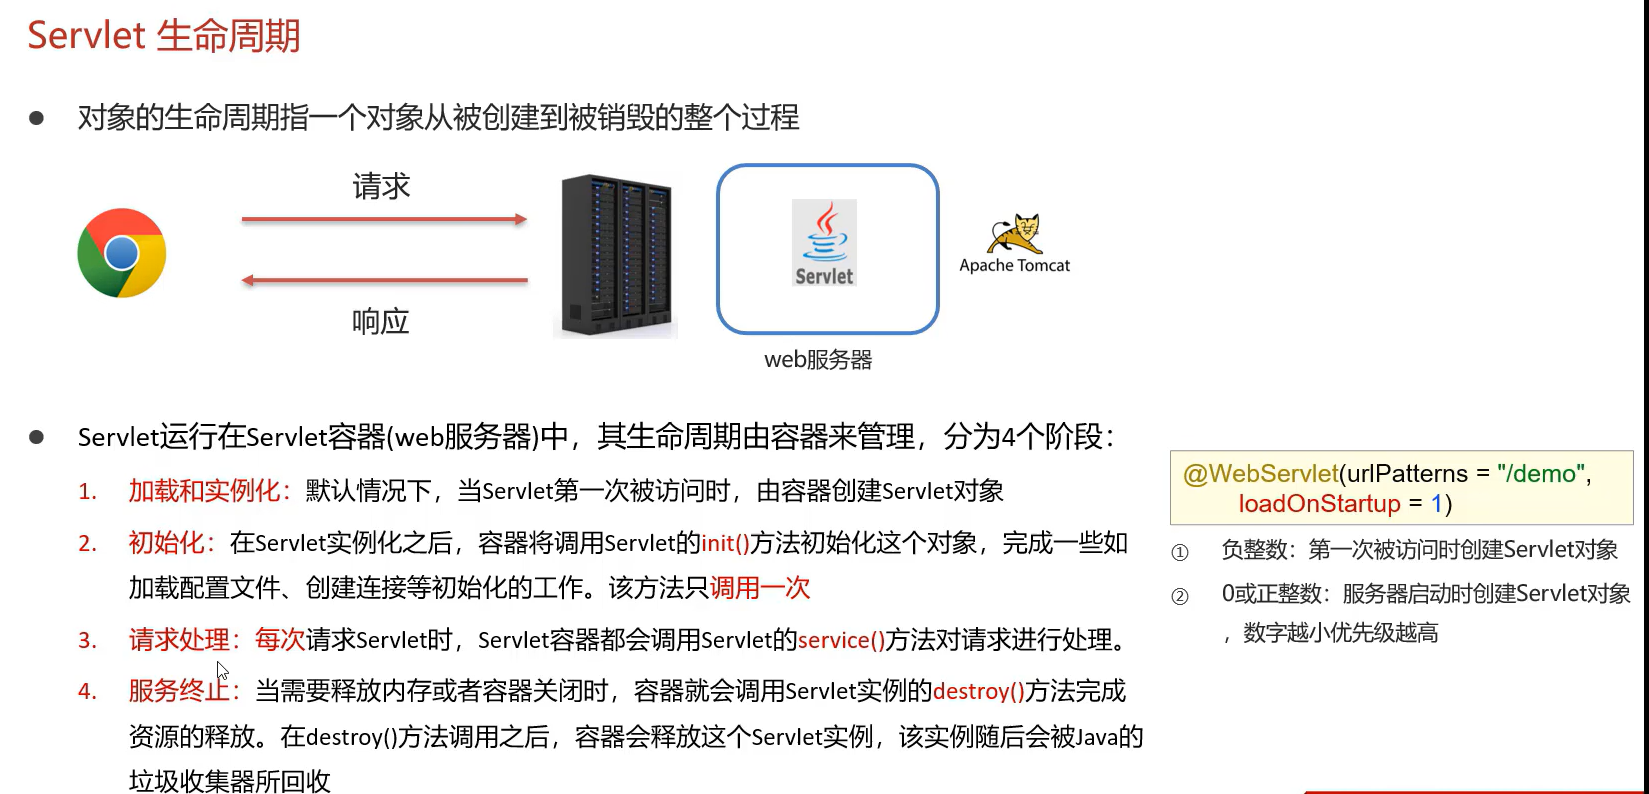 Servlet 生命周期
● 对象的生命周期指一个对象从被创建到被销毁的整个过程
请求
响应
Servlet
Apache Tomcat
web服务器
● Servlet运行在Servlet容器(web服务器)中，其生命周期由容器来管理，分为4个阶段：
1. 加载和实例化：默认情况下，当Servlet第一次被访问时，由容器创建Servlet对象
2. 初始化：在Servlet实例化之后，容器将调用Servlet的init()方法初始化这个对象，完成一些如
加载配置文件、创建连接等初始化的工作。该方法只调用一次
3. 请求处理：每次请求Servlet时，Servlet容器都会调用Servlet的service()方法对请求进行处理。
4. 服务终止：当需要释放内存或者容器关闭时，容器就会调用Servlet实例的destroy()方法完成
资源的释放。在destroy()方法调用之后，容器会释放这个Servlet实例，该实例随后会被Java的
垃圾收集器所回收
@WebServlet(urlPatterns = "/demo",
loadOnStartup = 1)
① 负整数：第一次被访问时创建Servlet对象
② 0或正整数：服务器启动时创建Servlet对象
，数字越小优先级越高